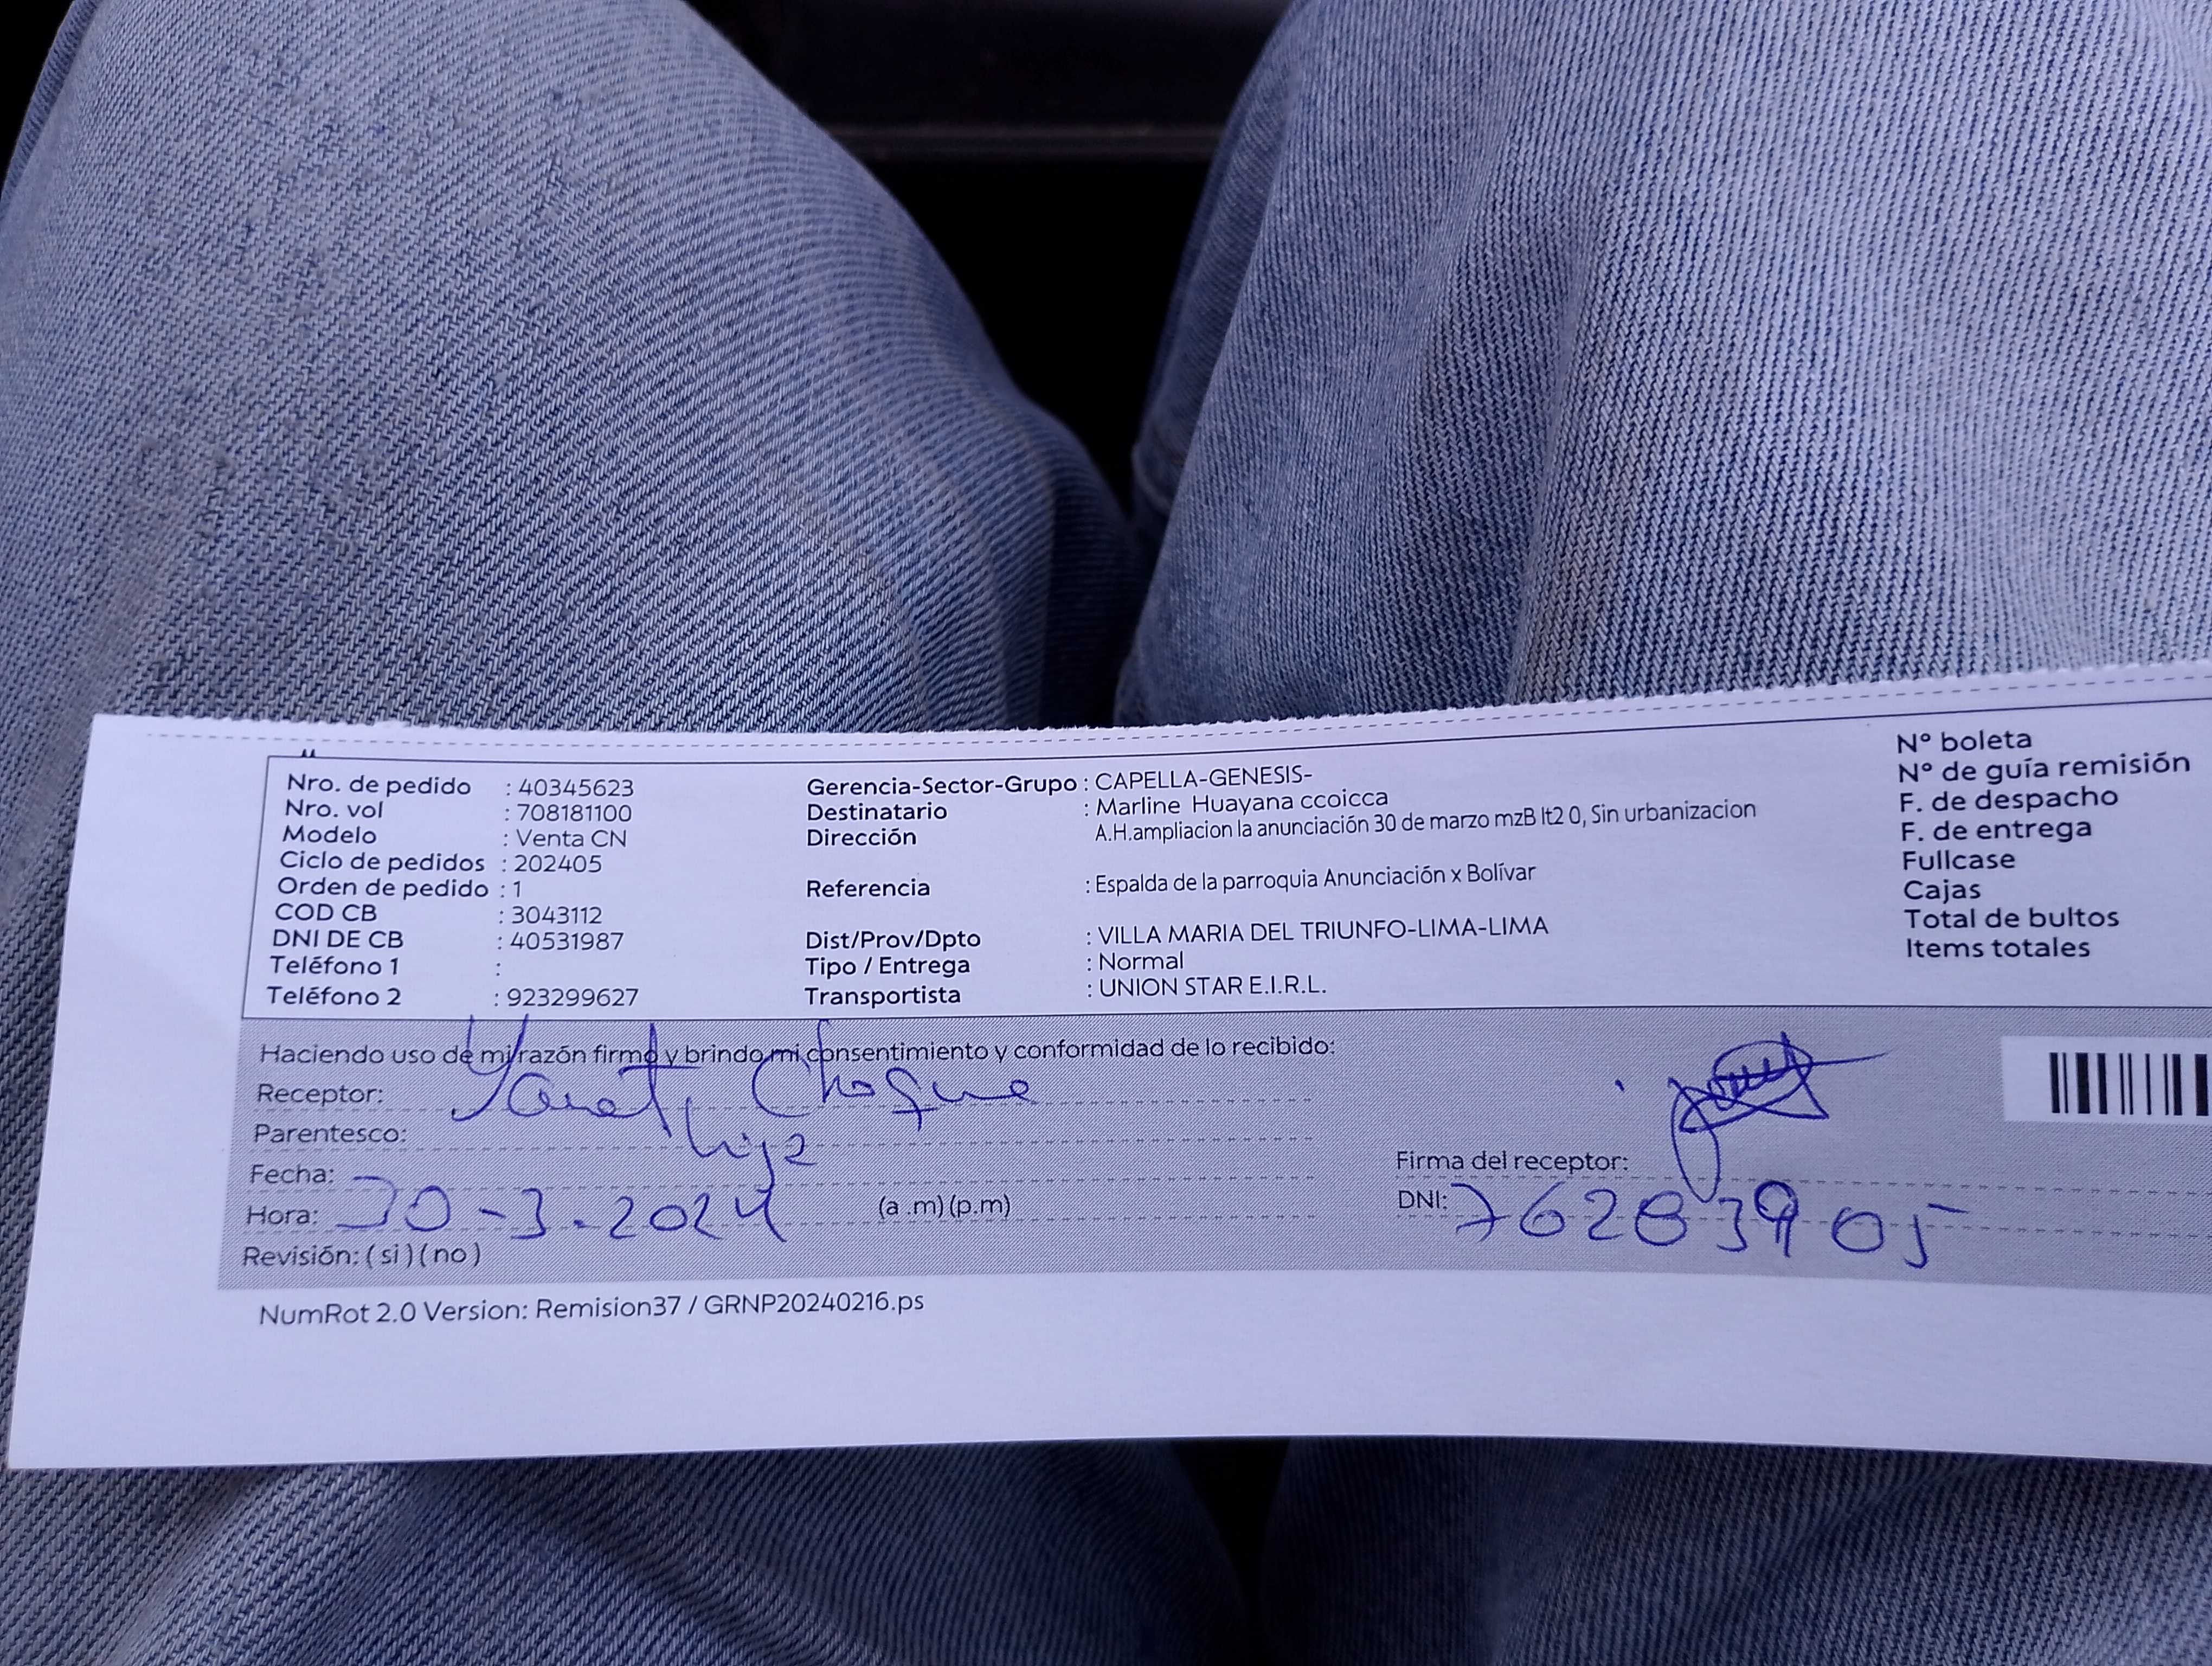 Nro. de pedido : 40345623
Nro. vol : 708181100
Modelo : Venta CN
Ciclo de pedidos : 202405
Orden de pedido : 1
COD CB : 3043112
DNI DE CB : 40531987
Teléfono 1 :
Teléfono 2 : 923299627
Gerencia-Sector-Grupo : CAPELLA-GENESIS-
Destinatario : Marline Huayana ccoicca
Dirección A.H.ampliacion la anunciación 30 de marzo mzB lt2 0, Sin urbanizacion
Referencia : Espalda de la parroquia Anunciación x Bolívar
Dist/Prov/Dpto : VILLA MARIA DEL TRIUNFO-LIMA-LIMA
Tipo / Entrega : Normal
Transportista : UNION STAR E.I.R.L.
N° boleta
N° de guía remisión
F. de despacho
F. de entrega
Fullcase
Cajas
Total de bultos
Items totales
Haciendo uso de mi razón firmo y brindo mi consentimiento y conformidad de lo recibido:
Receptor: Yanet Choque
Parentesco: hija
Fecha:
Hora: 30-3-2024 (a .m) (p.m)
Revisión: ( si ) ( no )
Firma del receptor:
DNI: 76283905
NumRot 2.0 Version: Remision37 / GRNP20240216.ps